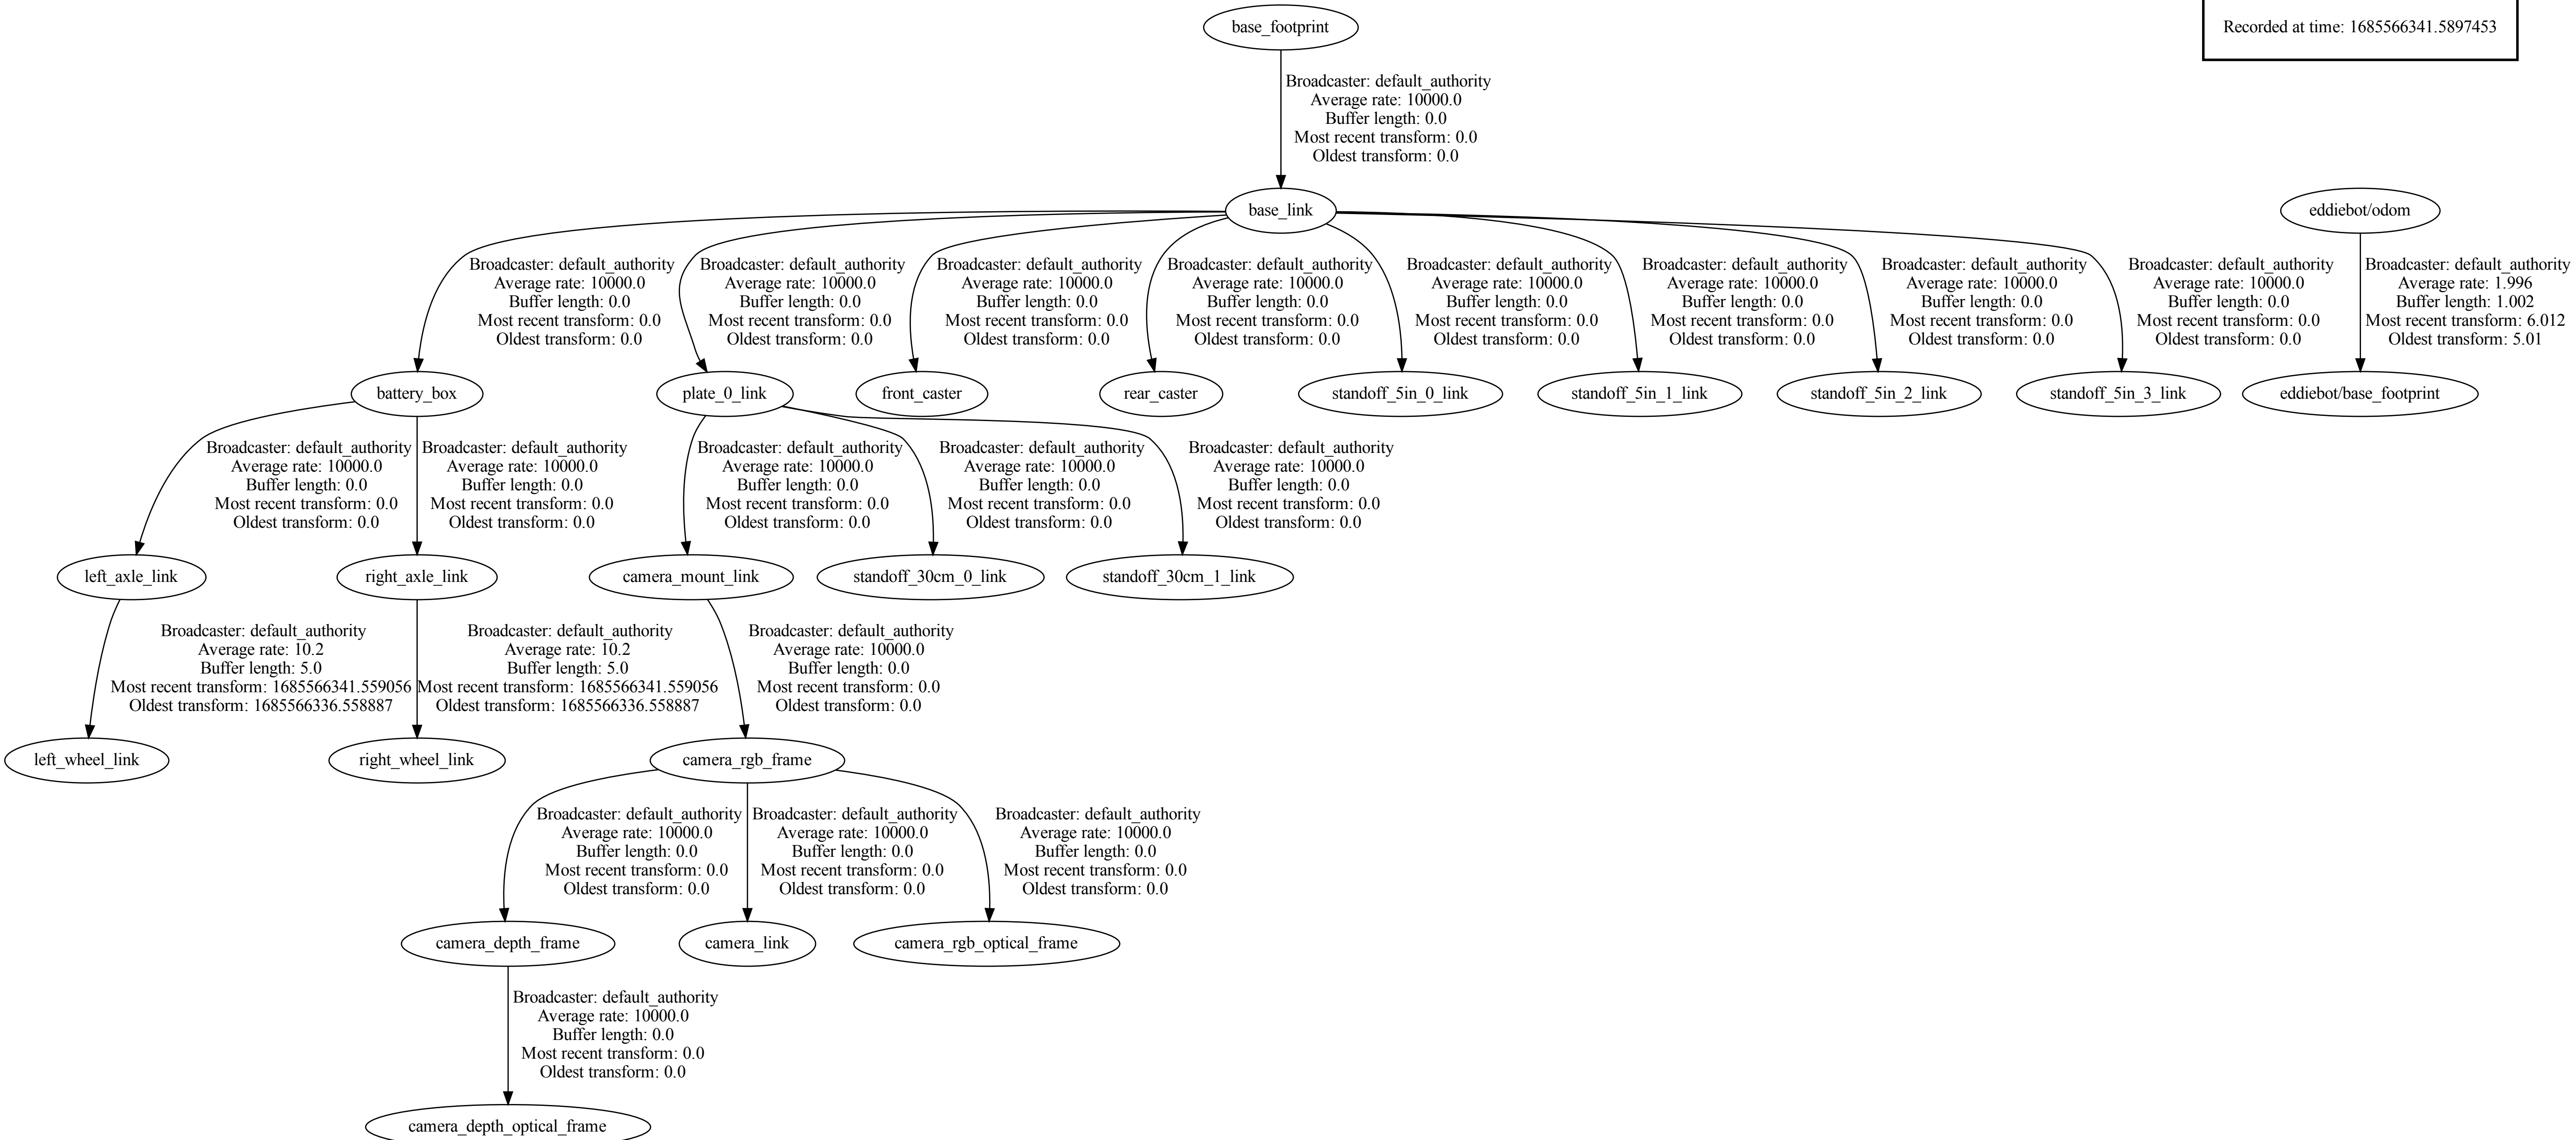 base_footprint
Recorded at time: 1685566341.5897453
Broadcaster: default_authority
Average rate: 10000.0
Buffer length: 0.0
Most recent transform: 0.0
Oldest transform: 0.0
base_link
eddiebot/odom
Broadcaster: default_authority
Average rate: 10000.0
Buffer length: 0.0
Most recent transform: 0.0
Oldest transform: 0.0
Broadcaster: default_authority
Average rate: 10000.0
Buffer length: 0.0
Most recent transform: 0.0
Oldest transform: 0.0
Broadcaster: default_authority
Average rate: 10000.0
Buffer length: 0.0
Most recent transform: 0.0
Oldest transform: 0.0
Broadcaster: default_authority
Average rate: 10000.0
Buffer length: 0.0
Most recent transform: 0.0
Oldest transform: 0.0
Broadcaster: default_authority
Average rate: 10000.0
Buffer length: 0.0
Most recent transform: 0.0
Oldest transform: 0.0
Broadcaster: default_authority
Average rate: 10000.0
Buffer length: 0.0
Most recent transform: 0.0
Oldest transform: 0.0
Broadcaster: default_authority
Average rate: 10000.0
Buffer length: 0.0
Most recent transform: 0.0
Oldest transform: 0.0
Broadcaster: default_authority
Average rate: 10000.0
Buffer length: 0.0
Most recent transform: 0.0
Oldest transform: 0.0
Broadcaster: default_authority
Average rate: 1.996
Buffer length: 1.002
Most recent transform: 6.012
Oldest transform: 5.01
battery_box
plate_0_link
front_caster
rear_caster
standoff_5in_0_link
standoff_5in_1_link
standoff_5in_2_link
standoff_5in_3_link
eddiebot/base_footprint
Broadcaster: default_authority
Average rate: 10000.0
Buffer length: 0.0
Most recent transform: 0.0
Oldest transform: 0.0
Broadcaster: default_authority
Average rate: 10000.0
Buffer length: 0.0
Most recent transform: 0.0
Oldest transform: 0.0
Broadcaster: default_authority
Average rate: 10000.0
Buffer length: 0.0
Most recent transform: 0.0
Oldest transform: 0.0
Broadcaster: default_authority
Average rate: 10000.0
Buffer length: 0.0
Most recent transform: 0.0
Oldest transform: 0.0
Broadcaster: default_authority
Average rate: 10000.0
Buffer length: 0.0
Most recent transform: 0.0
Oldest transform: 0.0
left_axle_link
right_axle_link
camera_mount_link
standoff_30cm_0_link
standoff_30cm_1_link
Broadcaster: default_authority
Average rate: 10.2
Buffer length: 5.0
Most recent transform: 1685566341.559056
Oldest transform: 1685566336.558887
Broadcaster: default_authority
Average rate: 10.2
Buffer length: 5.0
Most recent transform: 1685566341.559056
Oldest transform: 1685566336.558887
Broadcaster: default_authority
Average rate: 10000.0
Buffer length: 0.0
Most recent transform: 0.0
Oldest transform: 0.0
left_wheel_link
right_wheel_link
camera_rgb_frame
Broadcaster: default_authority
Average rate: 10000.0
Buffer length: 0.0
Most recent transform: 0.0
Oldest transform: 0.0
Broadcaster: default_authority
Average rate: 10000.0
Buffer length: 0.0
Most recent transform: 0.0
Oldest transform: 0.0
Broadcaster: default_authority
Average rate: 10000.0
Buffer length: 0.0
Most recent transform: 0.0
Oldest transform: 0.0
camera_depth_frame
camera_link
camera_rgb_optical_frame
Broadcaster: default_authority
Average rate: 10000.0
Buffer length: 0.0
Most recent transform: 0.0
Oldest transform: 0.0
camera_depth_optical_frame